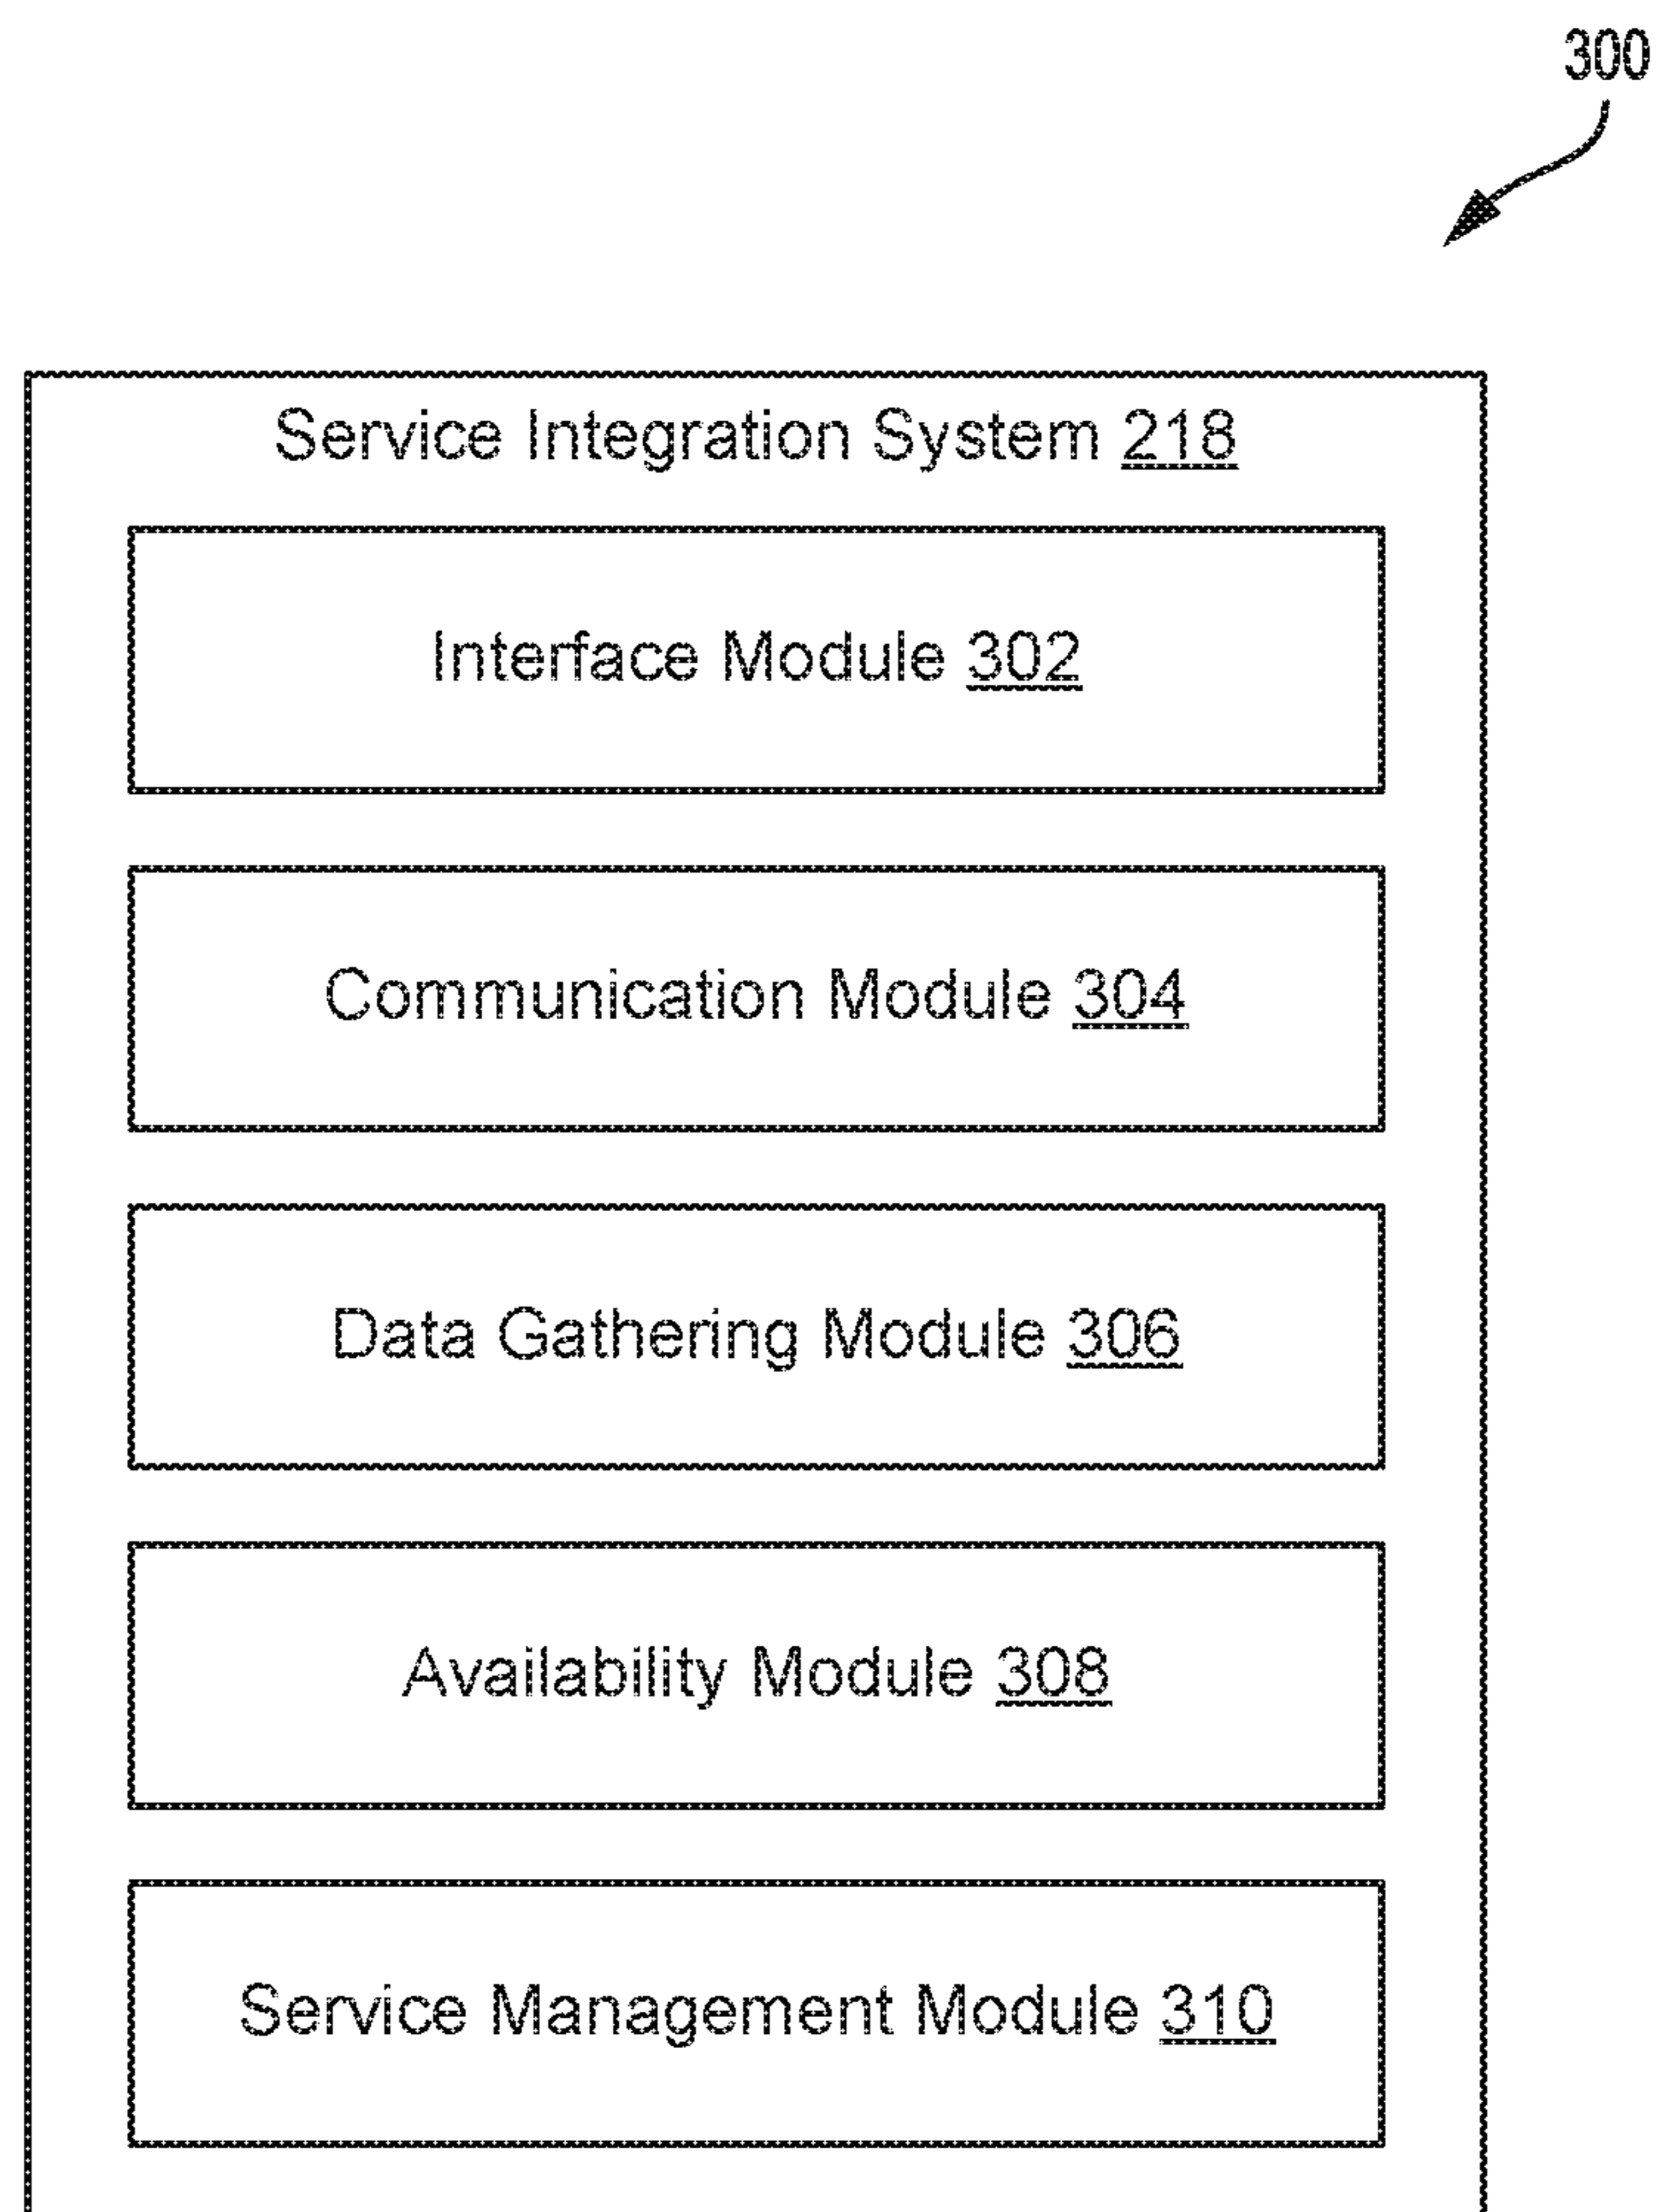 300
Service Integration System 218
Interface Module 302
Communication Module 304
Data Gathering Module 306
Availability Module 308
Service Management Module 310